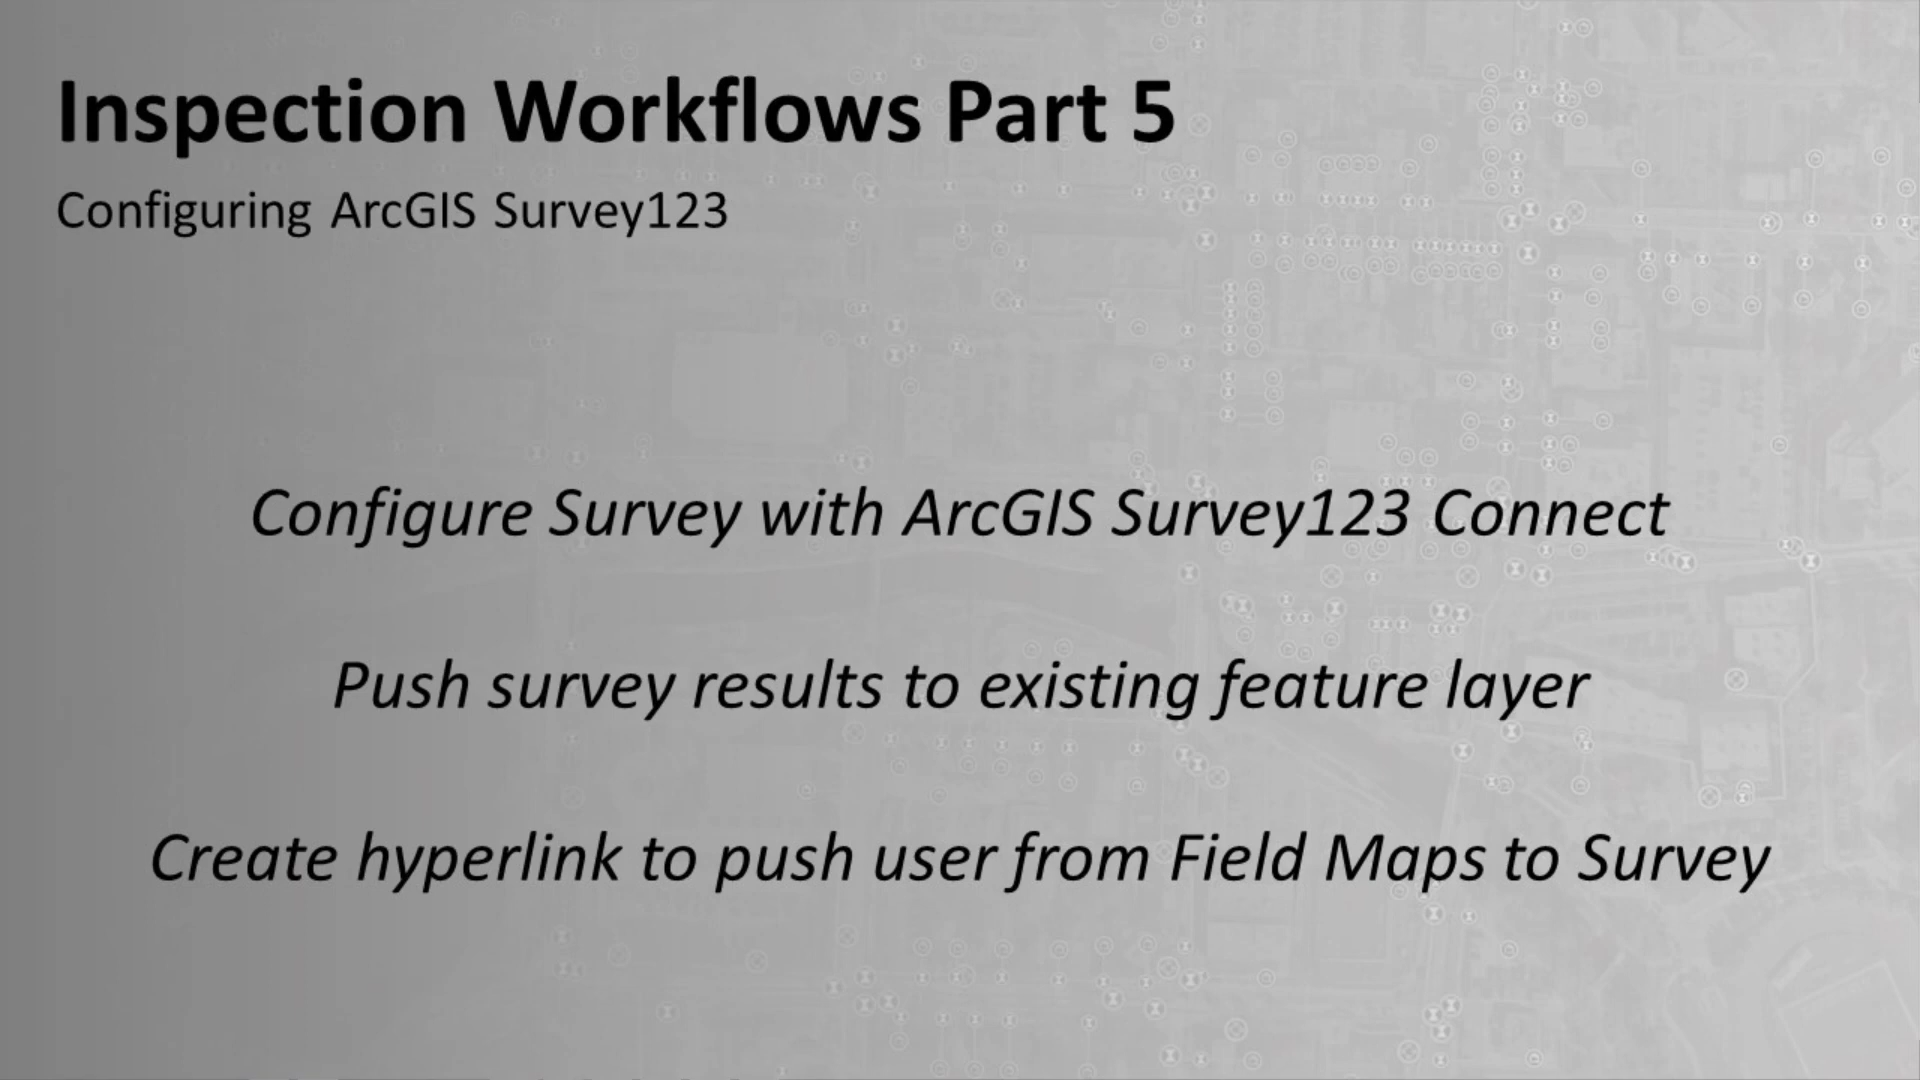 Inspection Workflows Part 5
Configuring ArcGIS Survey123
Configure Survey with ArcGIS Survey123 Connect
Push survey results to existing feature layer
Create hyperlink to push user from Field Maps to Survey